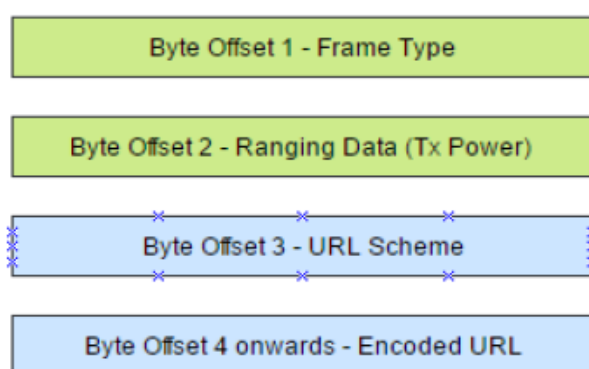 Byte Offset 1 - Frame Type
Byte Offset 2 - Ranging Data (Tx Power)
Byte Offset 3 - URL Scheme
Byte Offset 4 onwards - Encoded URL